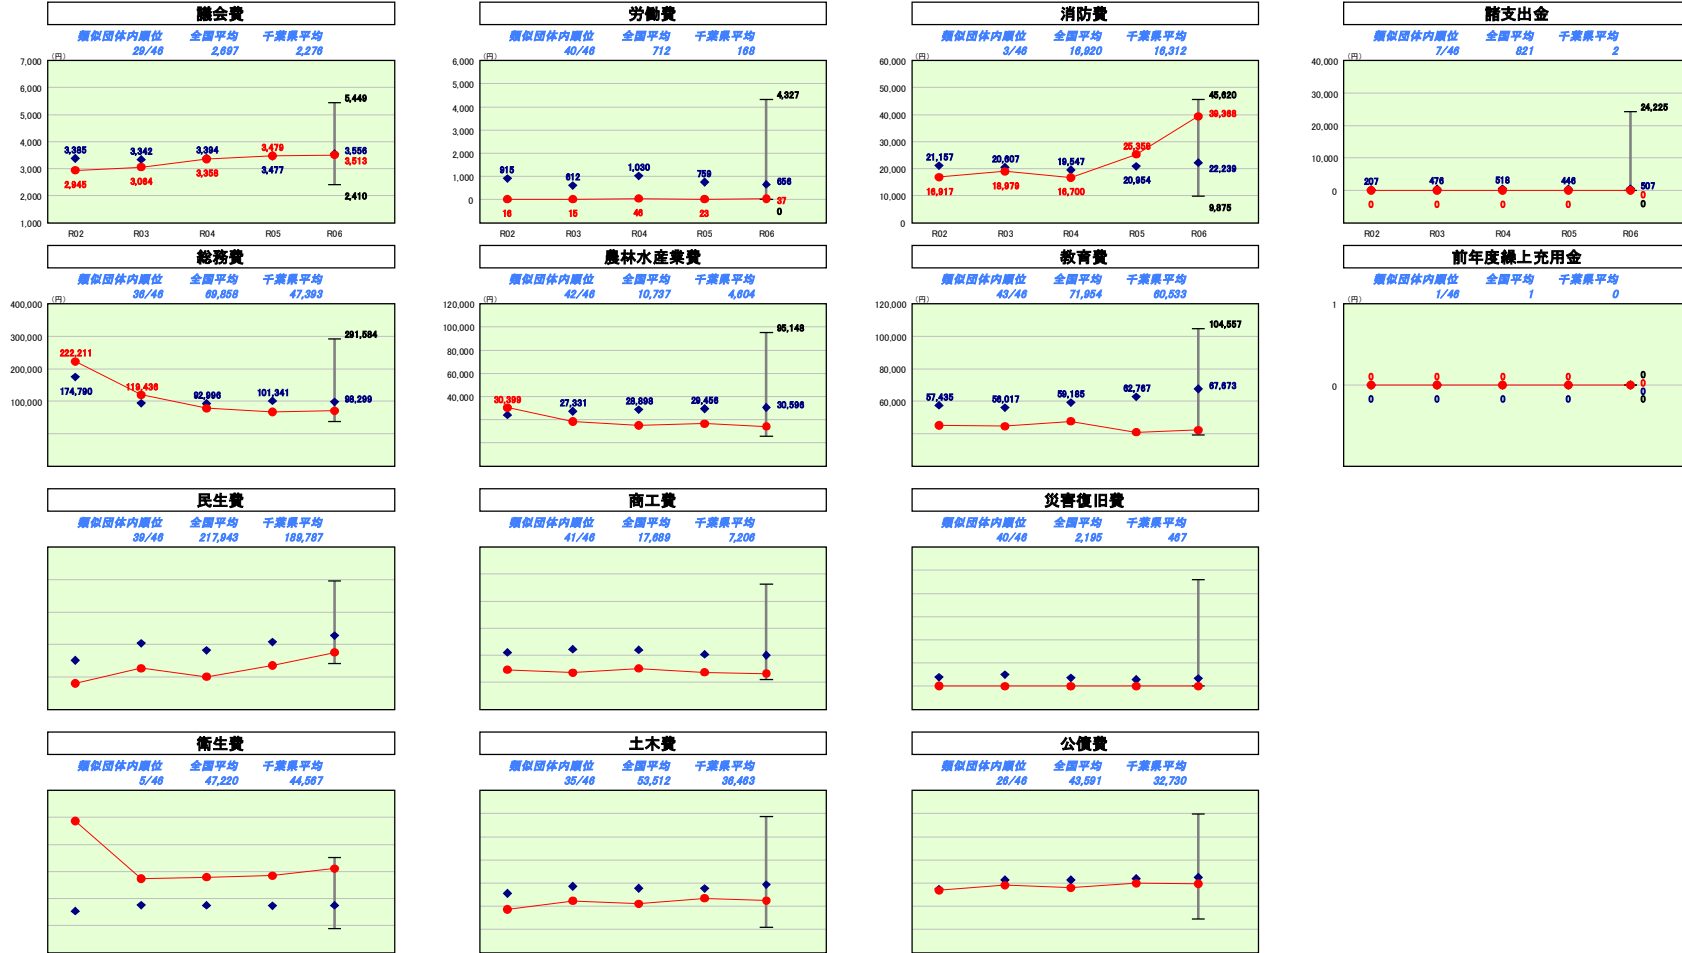 議会費
類似団体内順位 全国平均 千葉県平均
29/46 2,697 2,276
(円)
7,000
6,000
5,000
4,000
3,000
2,000
1,000
3,385 3,342 3,394 3,479 3,556
2,945 3,064 3,358 3,477 3,513
5,449
2,410
R02 R03 R04 R05 R06
労働費
類似団体内順位 全国平均 千葉県平均
40/46 712 168
(円)
6,000
5,000
4,000
3,000
2,000
1,000
0
915 612 1,030 759 656
16 15 46 23 37
4,327
0
R02 R03 R04 R05 R06
消防費
類似団体内順位 全国平均 千葉県平均
3/46 16,920 16,312
60,000
50,000
40,000
30,000
20,000
10,000
0
21,157 20,607 19,547 20,954 22,239
16,917 18,979 16,700 25,358 39,368
45,620
9,875
R02 R03 R04 R05 R06
諸支出金
類似団体内順位 全国平均 千葉県平均
7/46 821 2
(円)
40,000
30,000
20,000
10,000
0
207 476 518 446 507
0 0 0 0 0
24,225
0
R02 R03 R04 R05 R06
総務費
類似団体内順位 全国平均 千葉県平均
36/46 69,858 47,393
(円)
400,000
300,000
200,000
100,000
222,211 119,436
174,790 92,996 101,341 98,299
291,584
農林水産業費
類似団体内順位 全国平均 千葉県平均
42/46 10,737 4,604
(円)
120,000
100,000
80,000
60,000
40,000
30,399 27,331 28,898 29,456 30,596
95,148
教育費
類似団体内順位 全国平均 千葉県平均
43/46 71,954 60,533
120,000
100,000
80,000
60,000
57,435 56,017 59,185 62,767 67,673
104,557
前年度繰上充用金
類似団体内順位 全国平均 千葉県平均
1/46 1 0
(円)
1
0
0 0 0 0 0
0 0 0 0 0
0
民生費
類似団体内順位 全国平均 千葉県平均
39/46 217,943 189,787
商工費
類似団体内順位 全国平均 千葉県平均
41/46 17,689 7,206
災害復旧費
類似団体内順位 全国平均 千葉県平均
40/46 2,195 467
衛生費
類似団体内順位 全国平均 千葉県平均
5/46 47,220 44,567
土木費
類似団体内順位 全国平均 千葉県平均
35/46 53,512 36,463
公債費
類似団体内順位 全国平均 千葉県平均
26/46 43,591 32,730